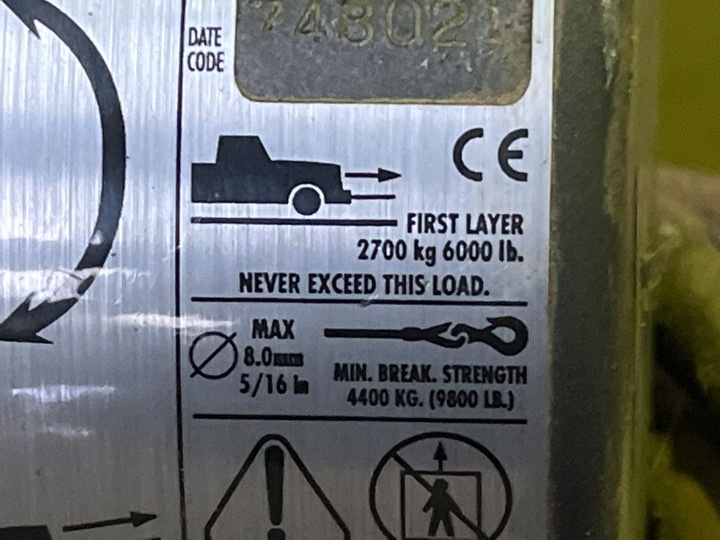 DATE
CODE
748021
CE
FIRST LAYER
2700 kg 6000 lb.
NEVER EXCEED THIS LOAD.
MAX
8.0mm
5/16 in
MIN. BREAK. STRENGTH
4400 KG. (9800 LB.)